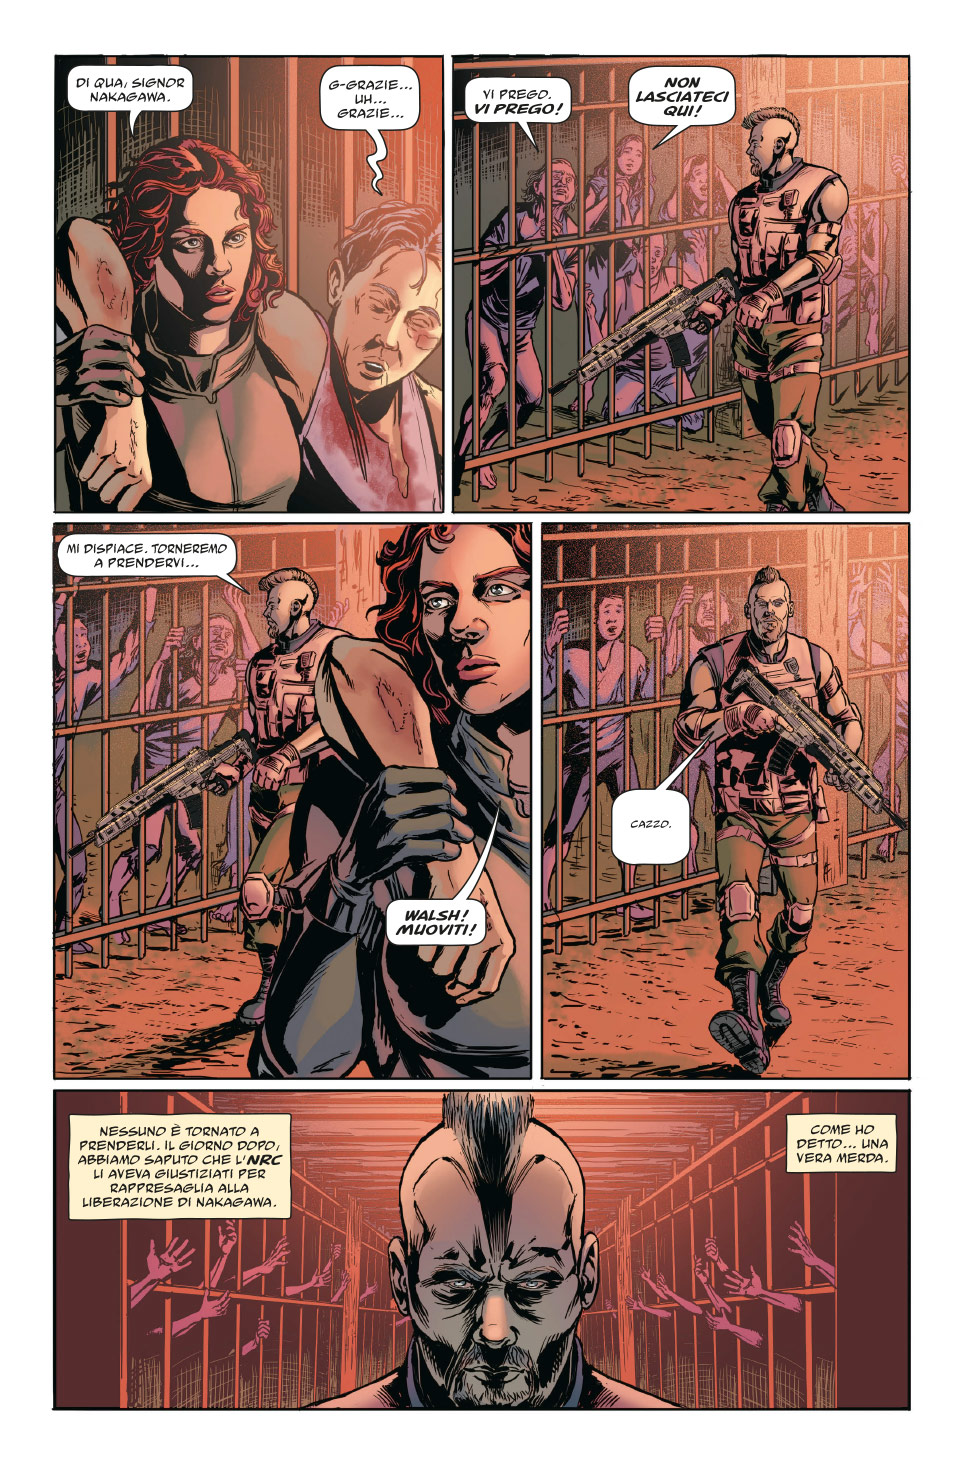 DI QUA, SIGNOR
NAKAGAWA.
G-GRAZIE...
UH...
GRAZIE...
VI PREGO.
VI PREGO!
NON
LASCIATECI
QUI!
MI DISPIACE. TORNEREMO
A PRENDERVI...
WALSH!
MUOVITI!
CAZZO.
NESSUNO È TORNATO A
PRENDERLI. IL GIORNO DOPO,
ABBIAMO SAPUTO CHE L'NRC
LI AVEVA GIUSTIZIATI PER
RAPPRESAGLIA ALLA
LIBERAZIONE DI NAKAGAWA.
COME HO
DETTO... UNA
VERA MERDA.